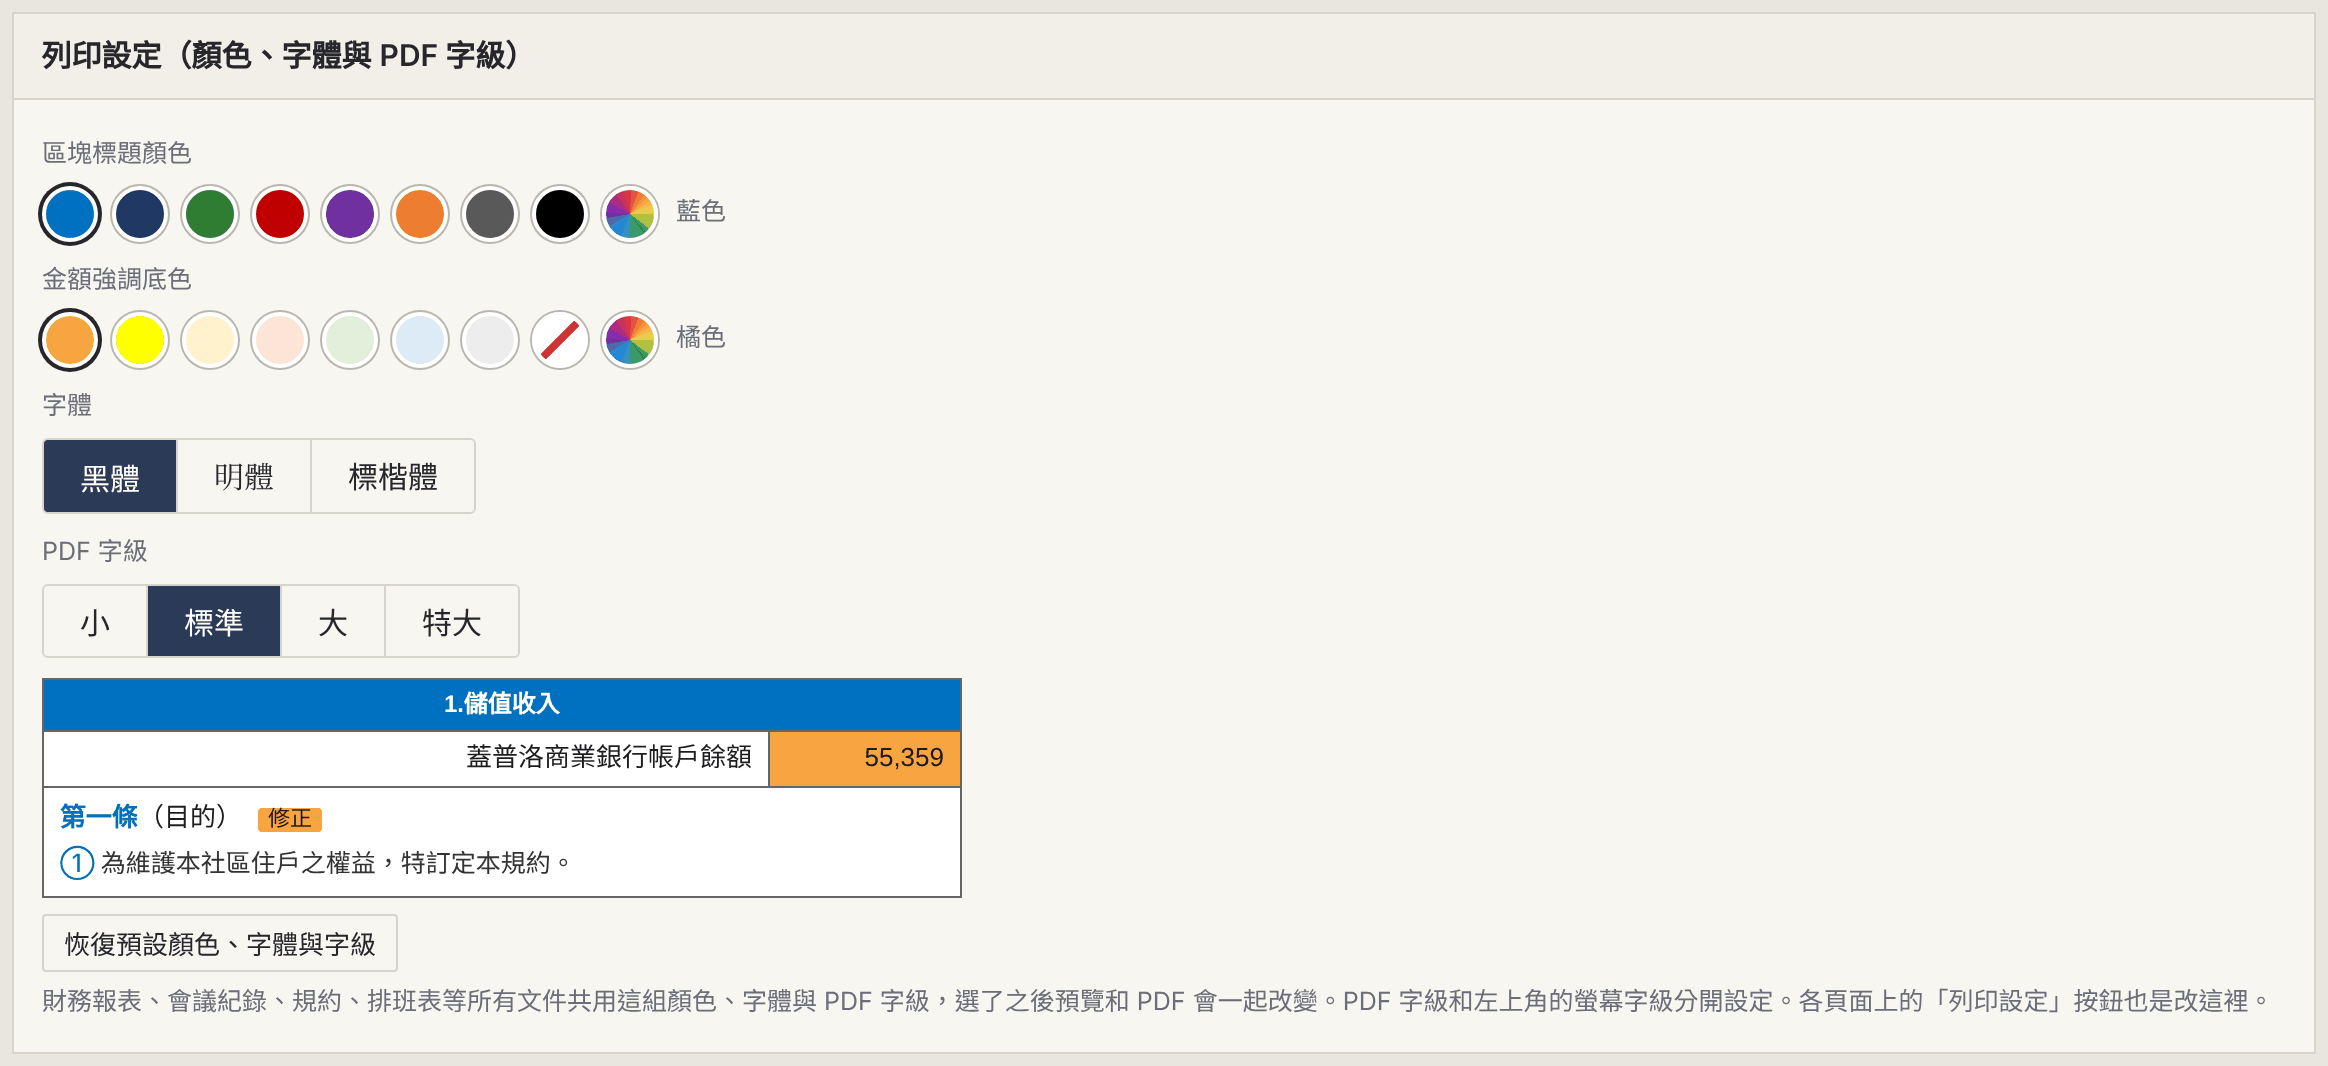 列印設定（顏色、字體與 PDF 字級）
區塊標題顏色
藍色
金額強調底色
橘色
字體
黑體 明體 標楷體
PDF 字級
小 標準 大 特大
1.儲值收入
蓋普洛商業銀行帳戶餘額 55,359
第一條（目的） 修正
① 為維護本社區住戶之權益，特訂定本規約。
恢復預設顏色、字體與字級
財務報表、會議紀錄、規約、排班表等所有文件共用這組顏色、字體與 PDF 字級，選了之後預覽和 PDF 會一起改變。PDF 字級和左上角的螢幕字級分開設定。各頁面上的「列印設定」按鈕也是改這裡。